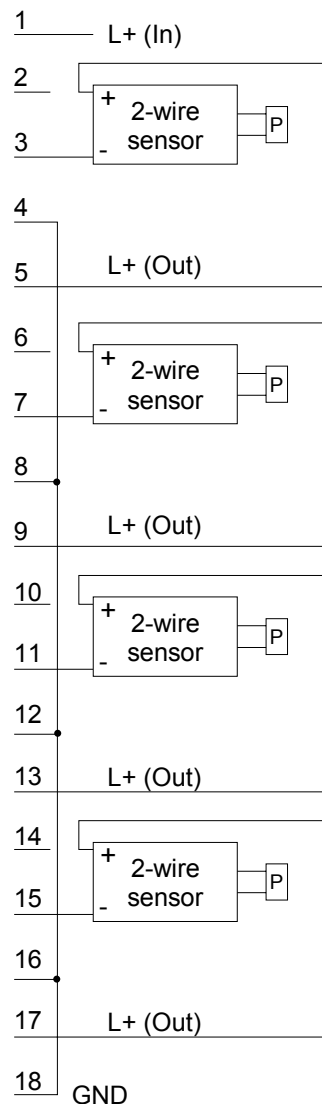 1 L+ (In)
2
+ 2-wire P
3 - sensor
4
5 L+ (Out)
6
+ 2-wire P
7 - sensor
8
9 L+ (Out)
10
+ 2-wire P
11 - sensor
12
13 L+ (Out)
14
+ 2-wire P
15 - sensor
16
17 L+ (Out)
18 GND